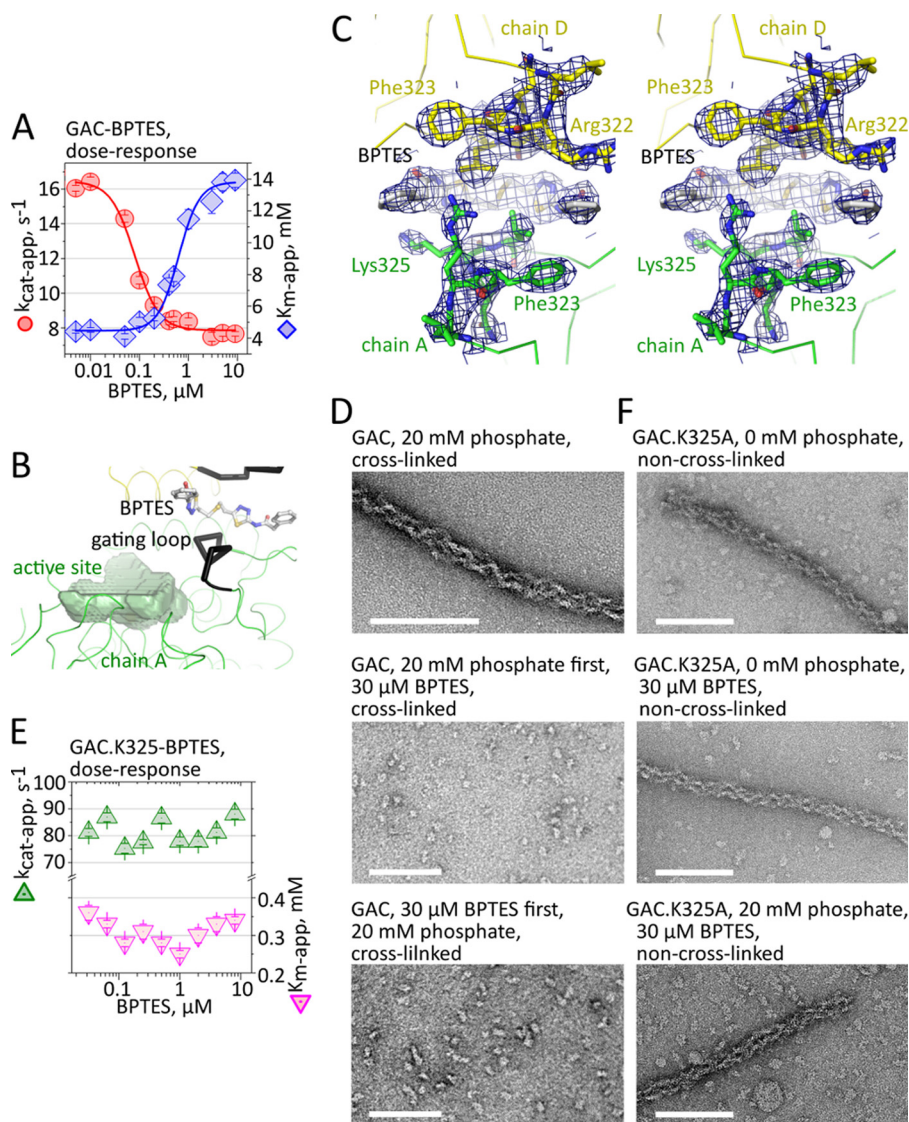 A
GAC-BPTES,
dose-response
kcat-app, s-1
16
14
12
10
8
14
12
10
8
6
4
Km-app, mM
0.01 0.1 1 10
BPTES, µM
B
BPTES
gating loop
active site
chain A
C
chain D
Phe323
Arg322
BPTES
Lys325
Phe323
chain A
chain D
Phe323
Arg322
BPTES
Lys325
Phe323
chain A
D
GAC, 20 mM phosphate,
cross-linked
GAC, 20 mM phosphate first,
30 µM BPTES,
cross-linked
GAC, 30 µM BPTES first,
20 mM phosphate,
cross-lilnked
E
GAC.K325-BPTES,
dose-response
kcat-app, s-1
100
90
80
70
0.4
0.3
0.2
Km-app, mM
0.1 1 10
BPTES, µM
F
GAC.K325A, 0 mM phosphate,
non-cross-linked
GAC.K325A, 0 mM phosphate,
30 µM BPTES,
non-cross-linked
GAC.K325A, 20 mM phosphate,
30 µM BPTES,
non-cross-linked